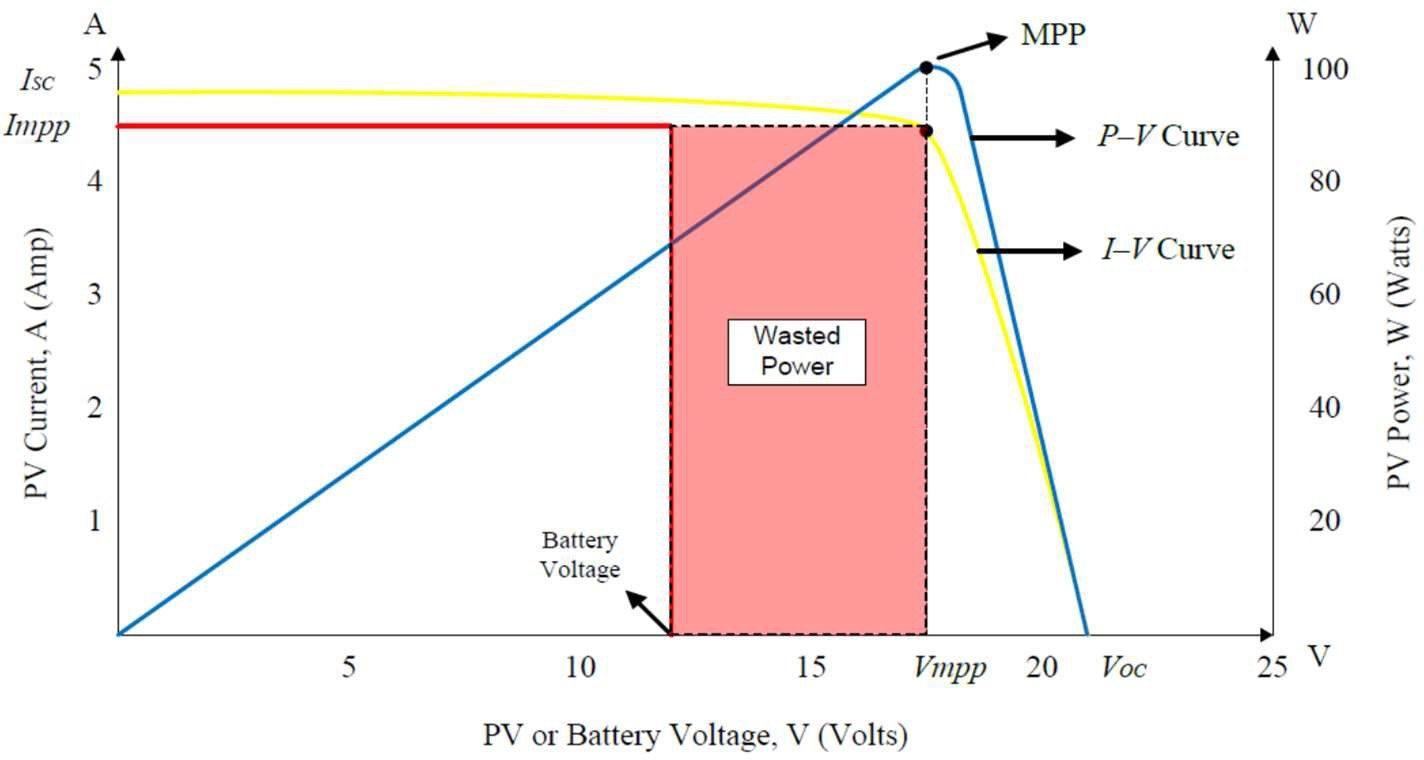 A
W
MPP
5
100
Isc
Impp
P–V Curve
4
80
I–V Curve
PV Current, A (Amp)
PV Power, W (Watts)
3
60
Wasted
Power
2
40
1
20
Battery
Voltage
V
5
10
15
Vmpp
20
Voc
25
PV or Battery Voltage, V (Volts)